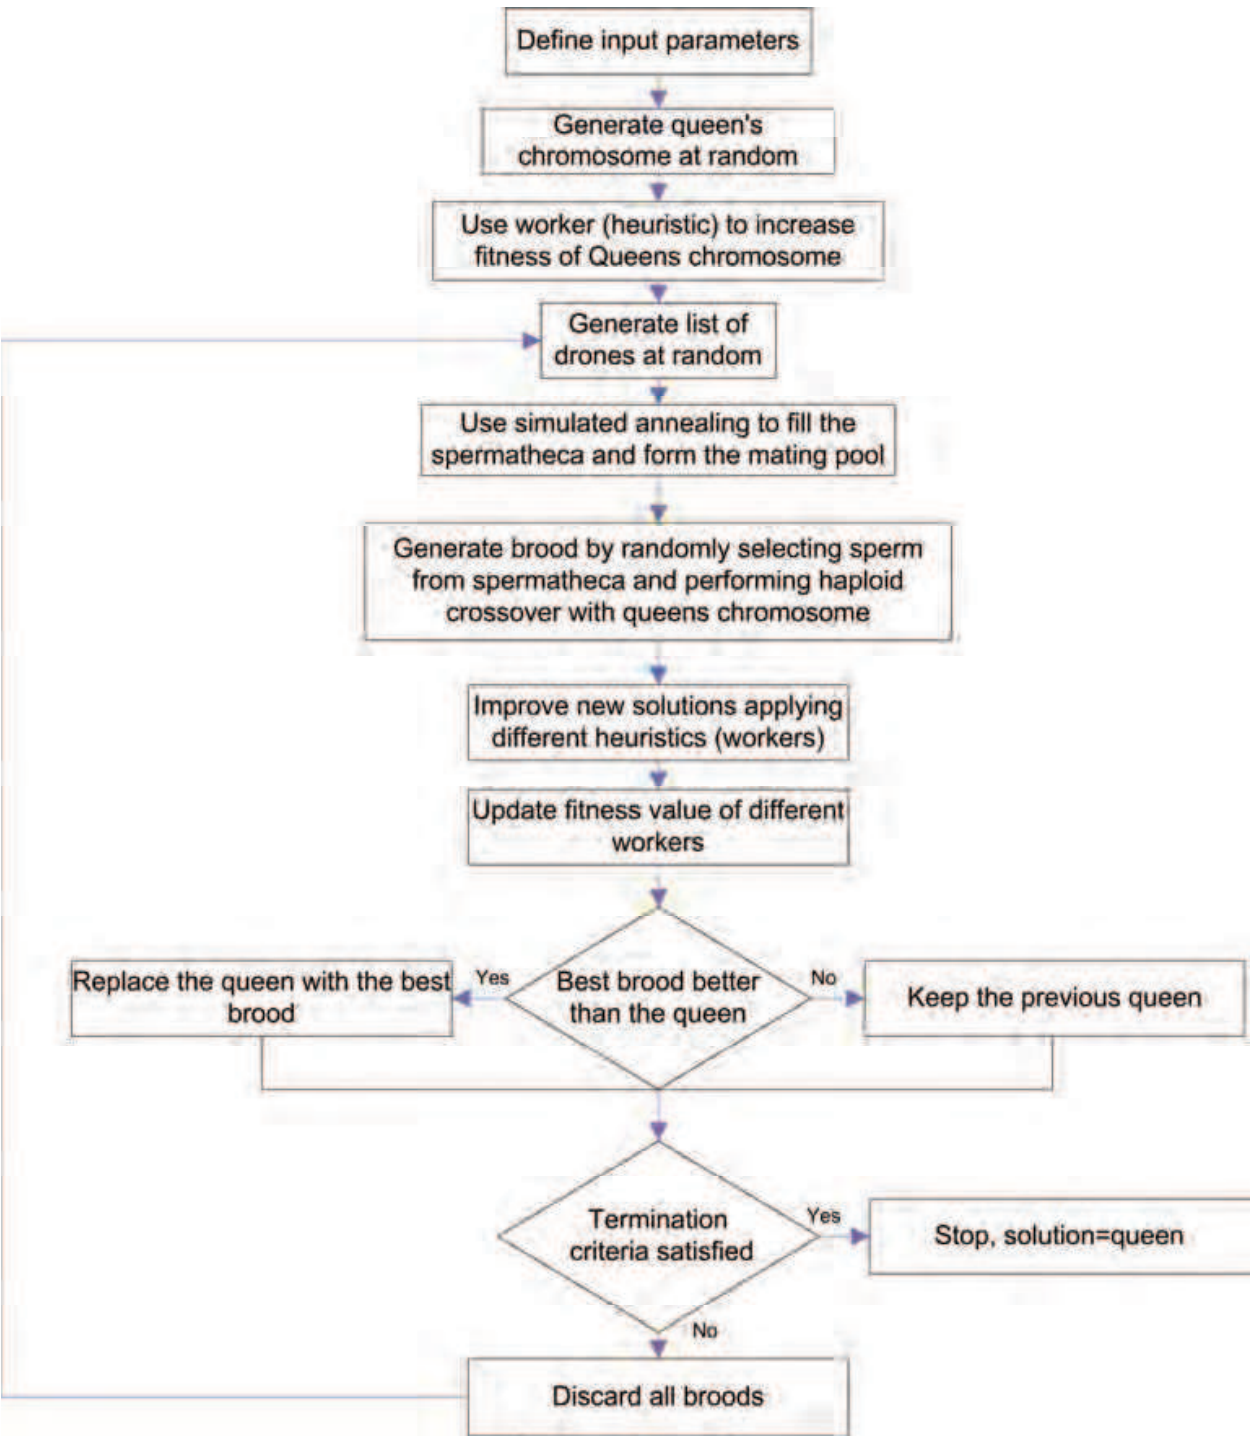 Define input parameters
Generate queen's
chromosome at random
Use worker (heuristic) to increase
fitness of Queens chromosome
Generate list of
drones at random
Use simulated annealing to fill the
spermatheca and form the mating pool
Generate brood by randomly selecting sperm
from spermatheca and performing haploid
crossover with queens chromosome
Improve new solutions applying
different heuristics (workers)
Update fitness value of different
workers
Replace the queen with the best
brood
Yes
Best brood better
than the queen
No
Keep the previous queen
Termination
criteria satisfied
Yes
Stop, solution=queen
No
Discard all broods